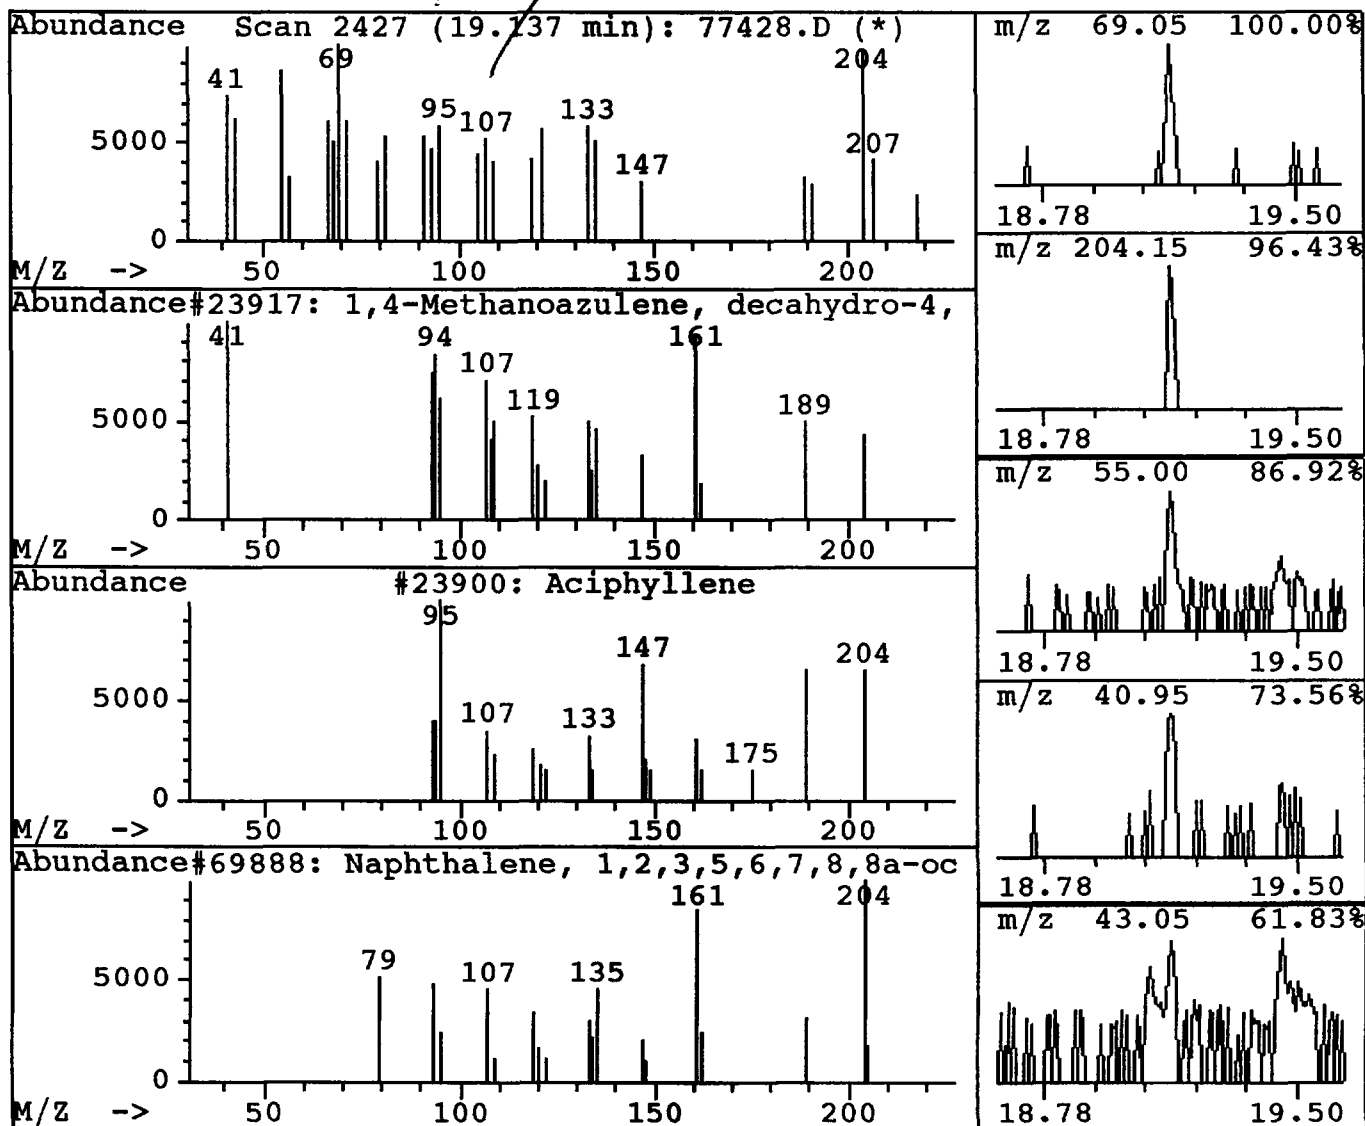 Abundance Scan 2427 (19.137 min): 77428.D (*)
69 204
41
95 107 133
5000 207
147
0
M/Z -> 50 100 150 200
Abundance #23917: 1,4-Methanoazulene, decahydro-4,
41 94 161
107
119 189
5000
0
M/Z -> 50 100 150 200
Abundance #23900: Aciphyllene
95
147 204
5000 107 133
175
0
M/Z -> 50 100 150 200
Abundance #69888: Naphthalene, 1,2,3,5,6,7,8,8a-oc
161 204
79 107 135
5000
0
M/Z -> 50 100 150 200
m/z 69.05 100.00%
18.78 19.50
m/z 204.15 96.43%
18.78 19.50
m/z 55.00 86.92%
18.78 19.50
m/z 40.95 73.56%
18.78 19.50
m/z 43.05 61.83%
18.78 19.50